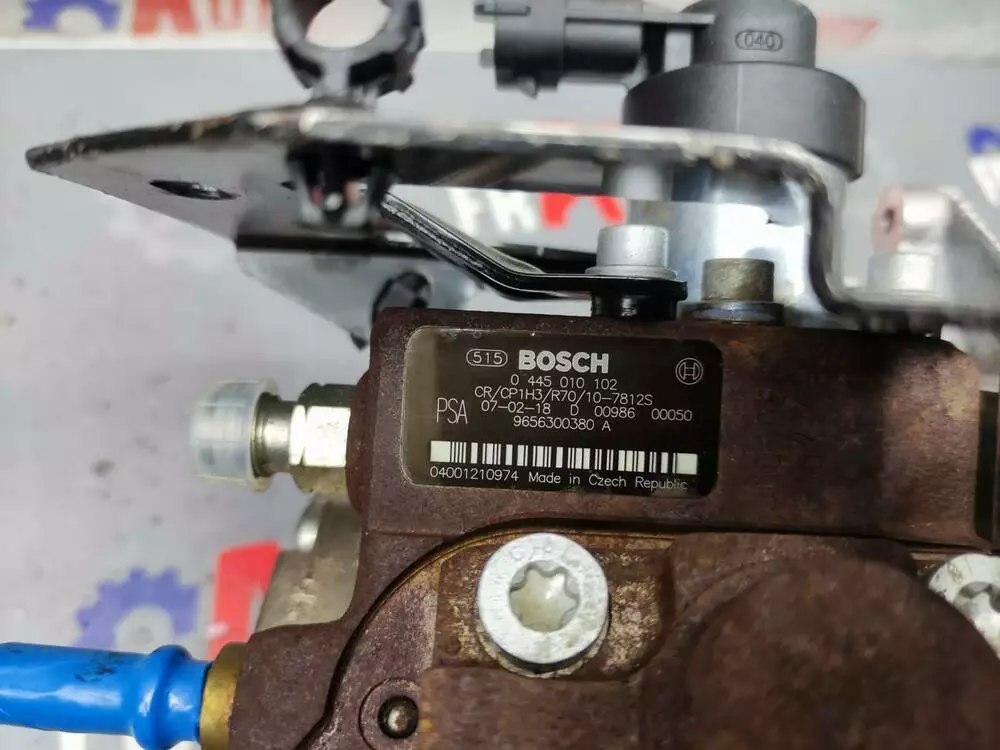 040
515 BOSCH
0 445 010 102
CR/CP1H3/R70/10-7812S
PSA 07-02-18 D 00986 00050
9656300380 A
04001210974 Made in Czech Republic